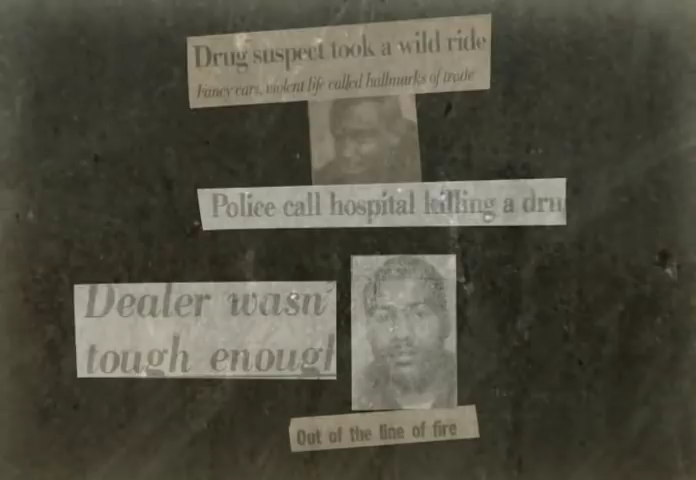 Drug suspect took a wild ride
Fancy cars, violent life called hallmarks of trade
Police call hospital killing a dru
Dealer wasn'
tough enough
Out of the line of fire